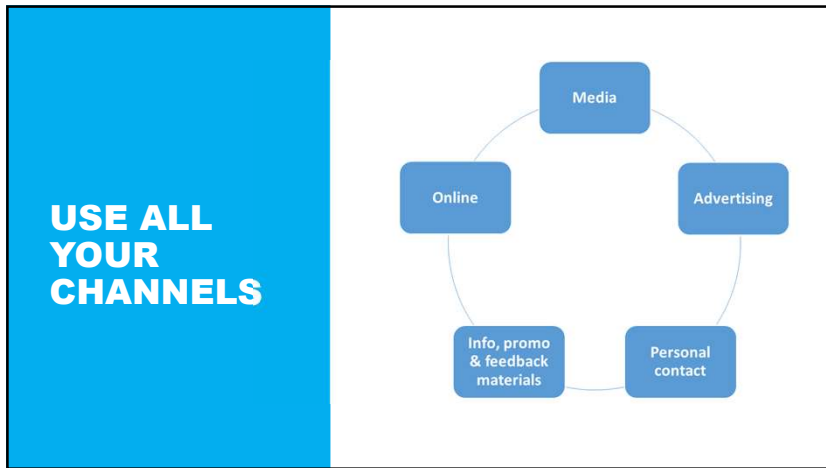 USE ALL
YOUR
CHANNELS
Media
Advertising
Personal
contact
Info, promo
& feedback
materials
Online